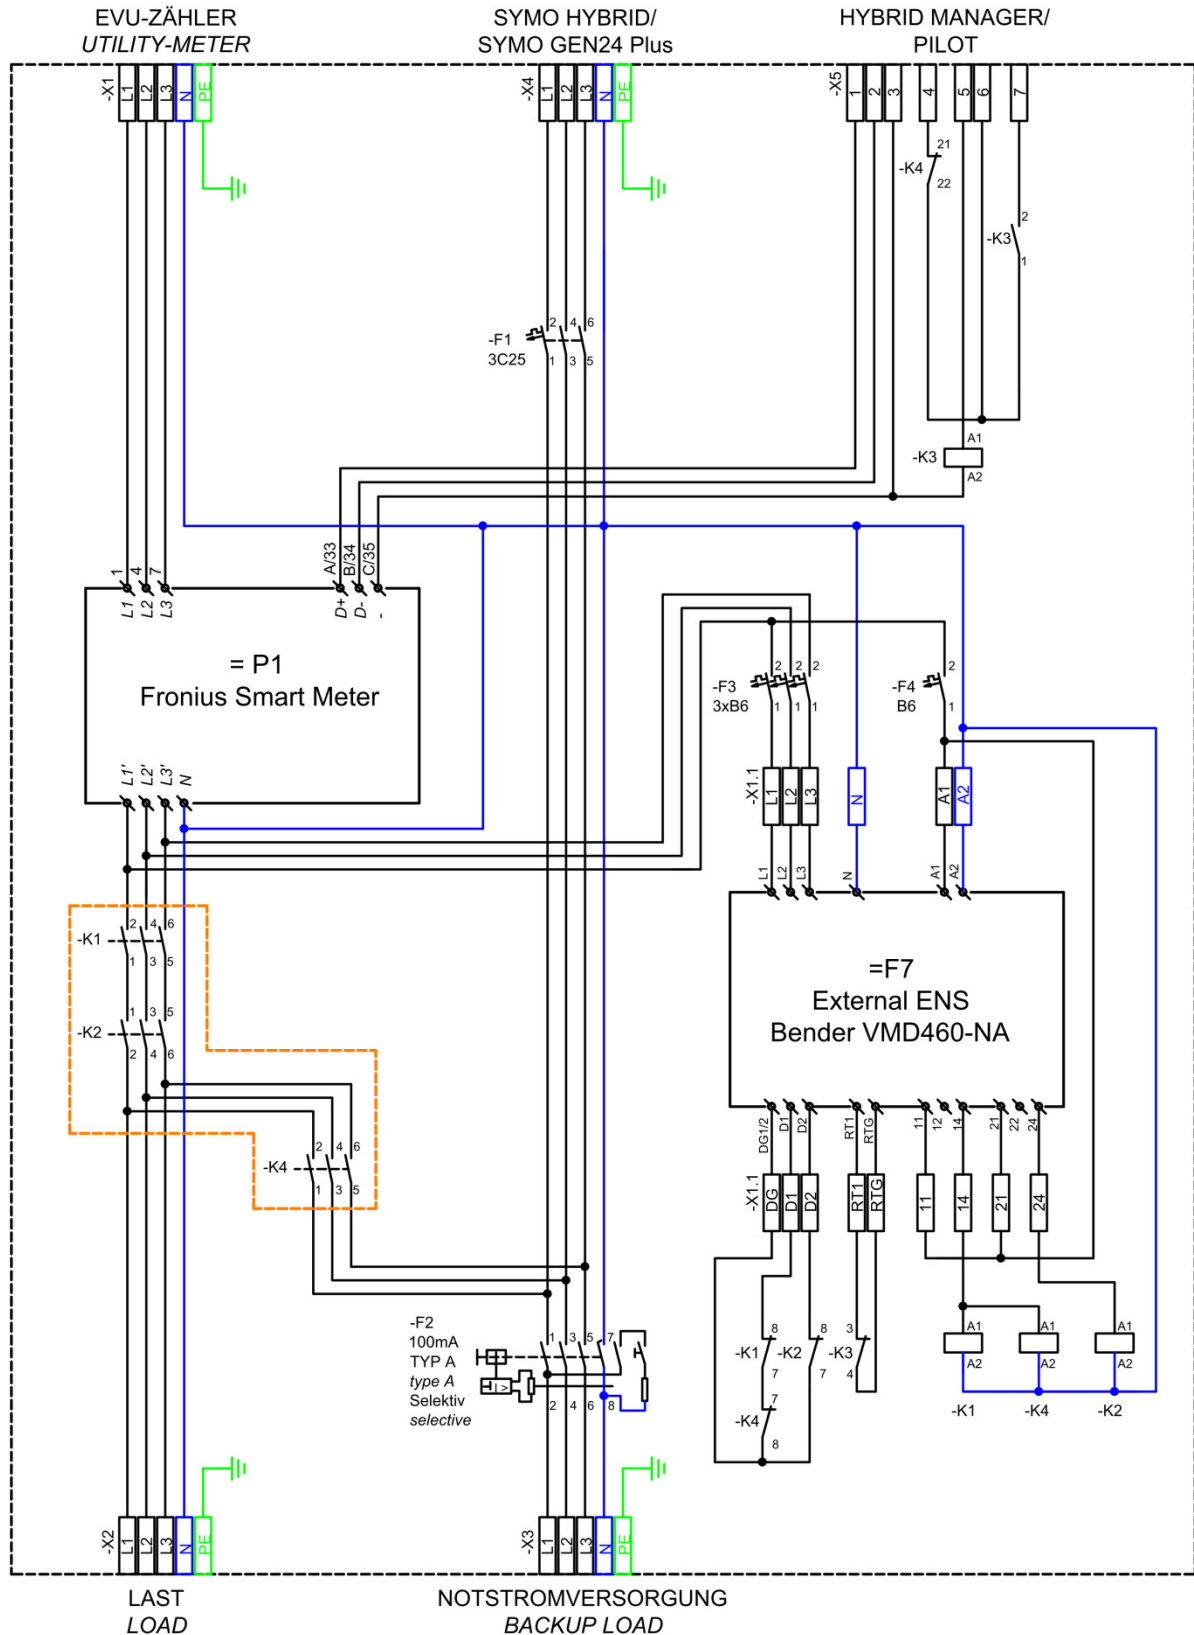 EVU-ZÄHLER
UTILITY-METER
SYMO HYBRID/
SYMO GEN24 Plus
HYBRID MANAGER/
PILOT
-X1 L1 L2 L3 N PE
-X4 L1 L2 L3 N PE
-X5 1 2 3 4 5 6 7
-K4 21 22
-K3 2 1
-F1
3C25
2 4 6
1 3 5
-K3 A1 A2
1 4 7
L1 L2 L3
A/33 B/34 C/35
D+ D- -
= P1
Fronius Smart Meter
L1' L2' L3' N
-F3
3xB6
2 2 2
1 1 1
-F4
B6
2
1
-X1.1 L1 L2 L3 N A1 A2
L1 L2 L3 N A1 A2
=F7
External ENS
Bender VMD460-NA
-K1
2 4 6
1 3 5
-K2
1 3 5
2 4 6
-K4
2 4 6
1 3 5
DG1/2 D1 D2 RT1 RTG 11 12 14 21 22 24
-X1.1 DG D1 D2 RT1 RTG 11 14 21 24
-F2
100mA
TYP A
type A
Selektiv
selective
1 3 5 7
2 4 6 8
I >
-K1 8 7
-K2 8 7
-K3 3 4
-K4 7 8
A1 A1 A1
A2 A2 A2
-K1 -K4 -K2
-X2 L1 L2 L3 N PE
-X3 L1 L2 L3 N PE
LAST
LOAD
NOTSTROMVERSORGUNG
BACKUP LOAD